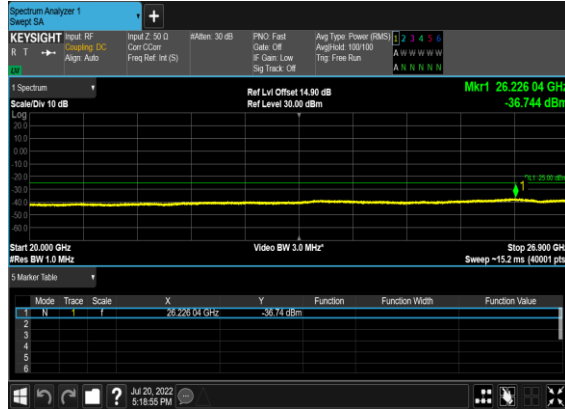 Spectrum Analyzer 1
Swept SA
KEYSIGHT Input: RF Input Z: 50 Ω #Atten: 30 dB PNO: Fast Avg Type: Power (RMS) 1 2 3 4 5 6
R T Coupling: DC Corr CCorr Gate: Off Avg|Hold: 100/100 A W W W W W
Align: Auto Freq Ref: Int (S) IF Gain: Low Trig: Free Run
Sig Track: Off A N N N N N
1 Spectrum Ref Lvl Offset 14.90 dB Mkr1 26.226 04 GHz
Scale/Div 10 dB Ref Level 30.00 dBm -36.744 dBm
Log
20.0
10.0
0.00
-10.0
-20.0
DL1 -25.00 dBm
-30.0
1
-40.0
-50.0
-60.0
Start 20.000 GHz Video BW 3.0 MHz* Stop 26.900 GHz
#Res BW 1.0 MHz Sweep ~15.2 ms (40001 pts
5 Marker Table
Mode Trace Scale X Y Function Function Width Function Value
1 N 1 f 26.226 04 GHz -36.74 dBm
2
3
4
5
6
? Jul 20, 2022
5:18:55 PM